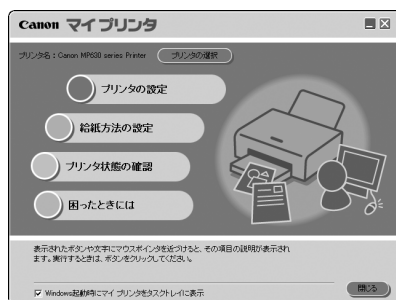 Canon マイ プリンタ
プリンタ名：Canon MP630 series Printer プリンタの選択
プリンタの設定
給紙方法の設定
プリンタ状態の確認
困ったときには
表示されたボタンや文字にマウスポインタを近づけると、その項目の説明が表示され
ます。実行するときは、ボタンをクリックしてください。
Windows起動時にマイ プリンタをタスクトレイに表示 閉じる